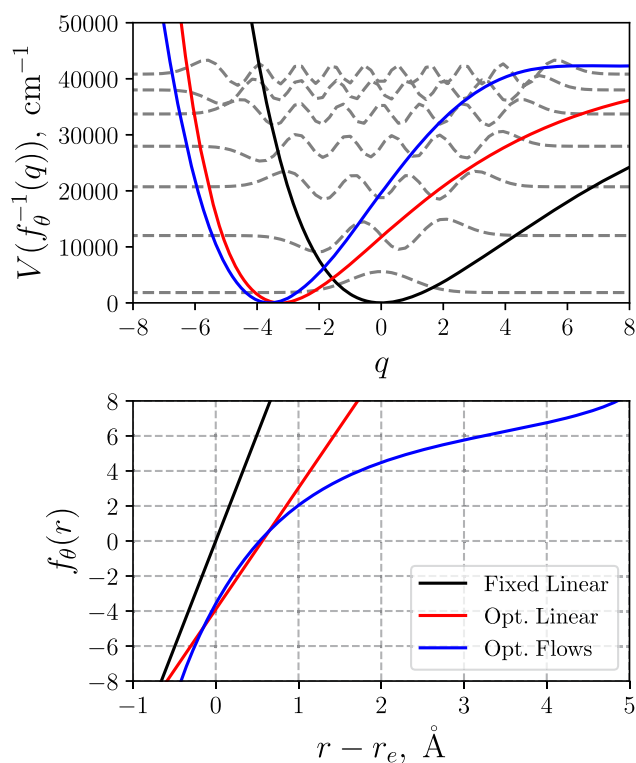 V(f_θ^{-1}(q)), cm^{-1}
50000
40000
30000
20000
10000
0
−8 −6 −4 −2 0 2 4 6 8
q
f_θ(r)
8
6
4
2
0
−2
−4
−6
−8
Fixed Linear
Opt. Linear
Opt. Flows
−1 0 1 2 3 4 5
r − r_e, Å